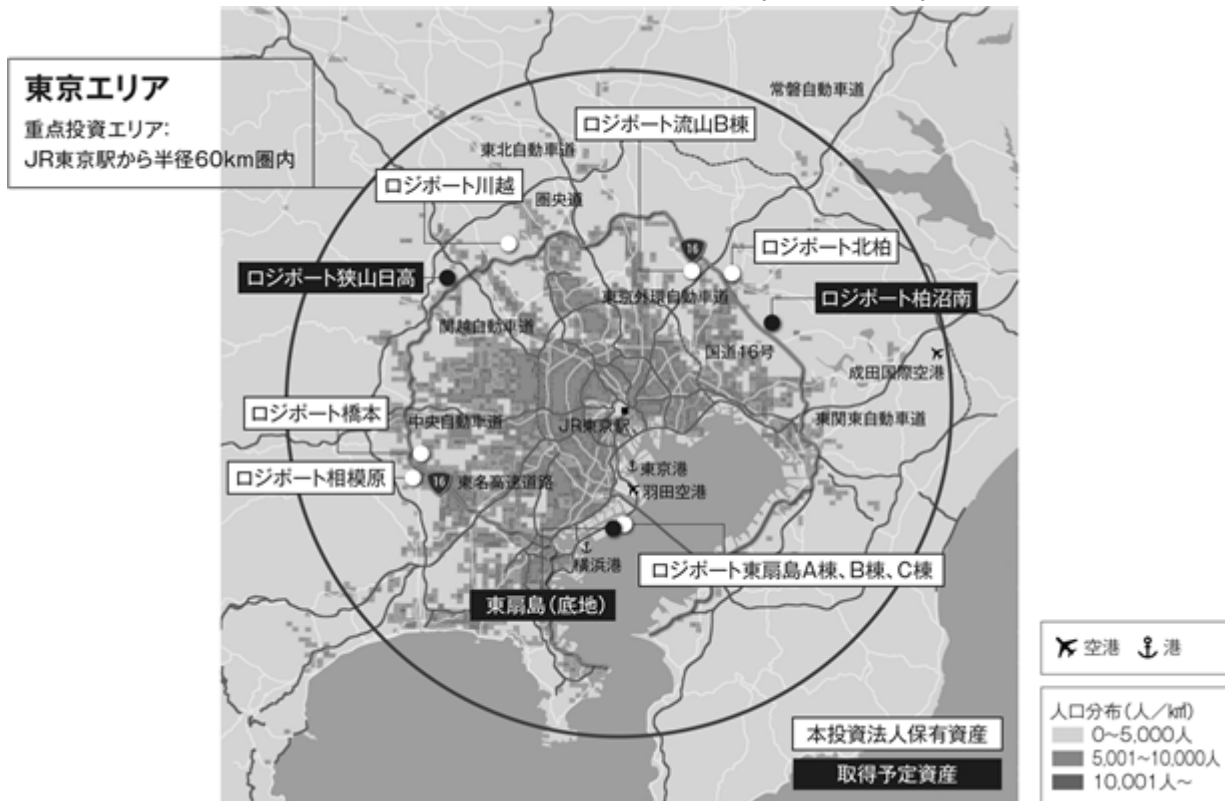 東京エリア
重点投資エリア:
JR東京駅から半径60km圏内
常磐自動車道
ロジポート流山B棟
東北自動車道
ロジポート川越
圏央道
16
ロジポート北柏
ロジポート狭山日高
東京外環自動車道
ロジポート柏沼南
関越自動車道
国道16号
成田国際空港
ロジポート橋本
中央自動車道
JR東京駅
東関東自動車道
ロジポート相模原
16
東名高速道路
東京港
羽田空港
横浜港
ロジポート東扇島A棟、B棟、C棟
東扇島(底地)
空港 港
本投資法人保有資産
取得予定資産
人口分布(人/㎢)
0~5,000人
5,001~10,000人
10,001人~